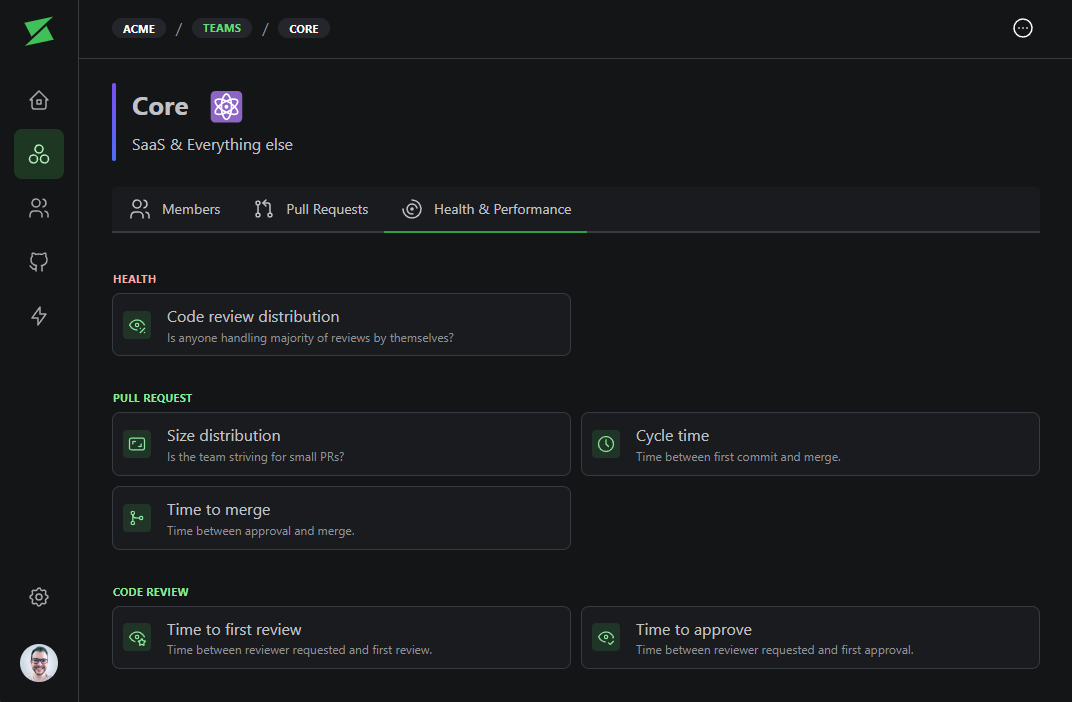 ACME / TEAMS / CORE
Core
SaaS & Everything else
Members Pull Requests Health & Performance
HEALTH
Code review distribution
Is anyone handling majority of reviews by themselves?
PULL REQUEST
Size distribution
Is the team striving for small PRs?
Cycle time
Time between first commit and merge.
Time to merge
Time between approval and merge.
CODE REVIEW
Time to first review
Time between reviewer requested and first review.
Time to approve
Time between reviewer requested and first approval.